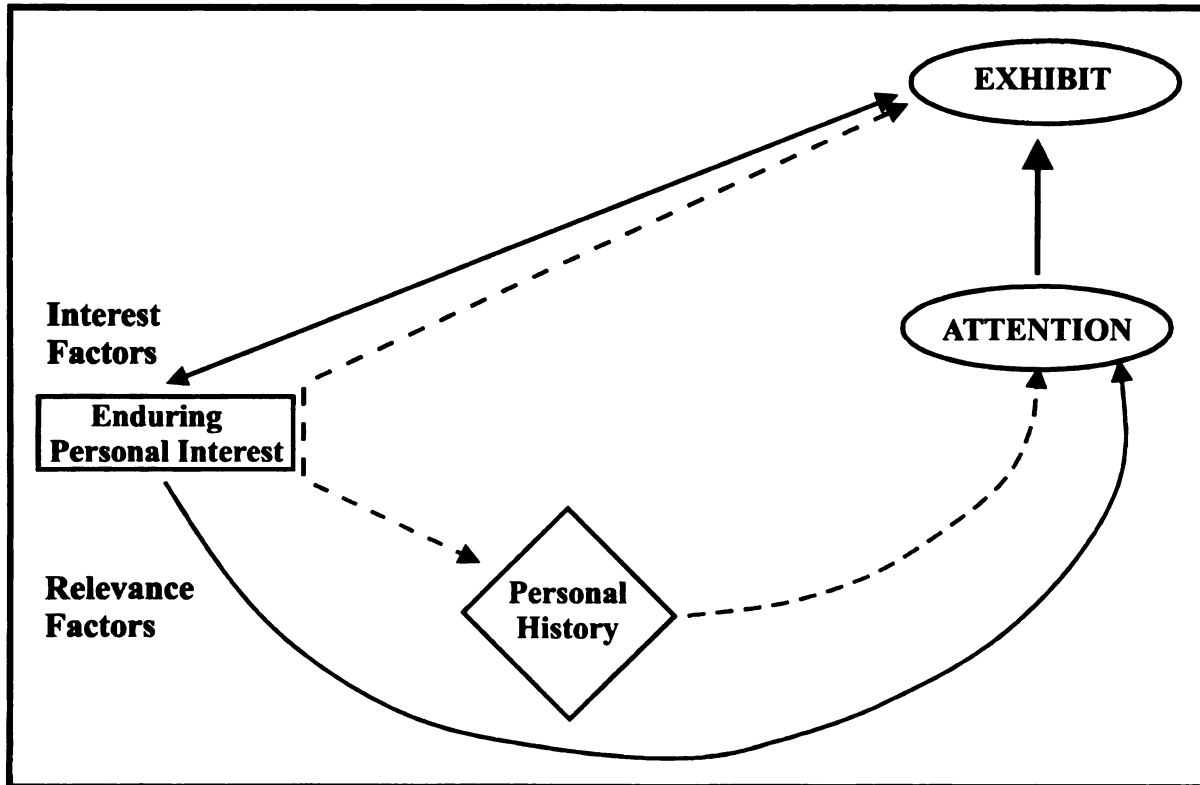 EXHIBIT
Interest
Factors
ATTENTION
Enduring
Personal Interest
Relevance
Factors
Personal
History